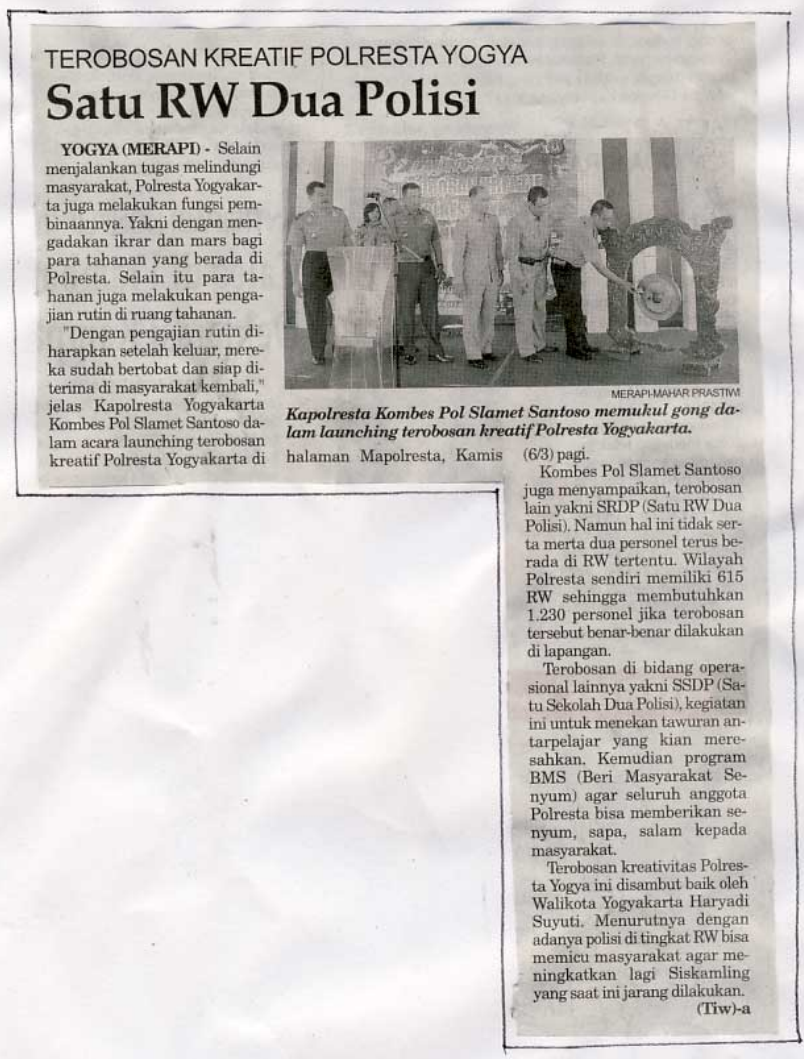 TEROBOSAN KREATIF POLRESTA YOGYA
Satu RW Dua Polisi
YOGYA (MERAPI) - Selain
menjalankan tugas melindungi
masyarakat, Polresta Yogyakar-
ta juga melakukan fungsi pem-
binaannya. Yakni dengan men-
gadakan ikrar dan mars bagi
para tahanan yang berada di
Polresta. Selain itu para ta-
hanan juga melakukan penga-
jian rutin di ruang tahanan.
"Dengan pengajian rutin di-
harapkan setelah keluar, mere-
ka sudah bertobat dan siap di-
terima di masyarakat kembali,"
jelas Kapolresta Yogyakarta
Kombes Pol Slamet Santoso da-
lam acara launching terobosan
kreatif Polresta Yogyakarta di
MERAPI-MAHAR PRASTIWI
Kapolresta Kombes Pol Slamet Santoso memukul gong da-
lam launching terobosan kreatif Polresta Yogyakarta.
halaman Mapolresta, Kamis
(6/3) pagi.
Kombes Pol Slamet Santoso
juga menyampaikan, terobosan
lain yakni SRDP (Satu RW Dua
Polisi). Namun hal ini tidak ser-
ta merta dua personel terus be-
rada di RW tertentu. Wilayah
Polresta sendiri memiliki 615
RW sehingga membutuhkan
1.230 personel jika terobosan
tersebut benar-benar dilakukan
di lapangan.
Terobosan di bidang opera-
sional lainnya yakni SSDP (Sa-
tu Sekolah Dua Polisi), kegiatan
ini untuk menekan tawuran an-
tarpelajar yang kian mere-
sahkan. Kemudian program
BMS (Beri Masyarakat Se-
nyum) agar seluruh anggota
Polresta bisa memberikan se-
nyum, sapa, salam kepada
masyarakat.
Terobosan kreativitas Polres-
ta Yogya ini disambut baik oleh
Walikota Yogyakarta Haryadi
Suyuti. Menurutnya dengan
adanya polisi di tingkat RW bisa
memicu masyarakat agar me-
ningkatkan lagi Siskamling
yang saat ini jarang dilakukan.
(Tiw)-a